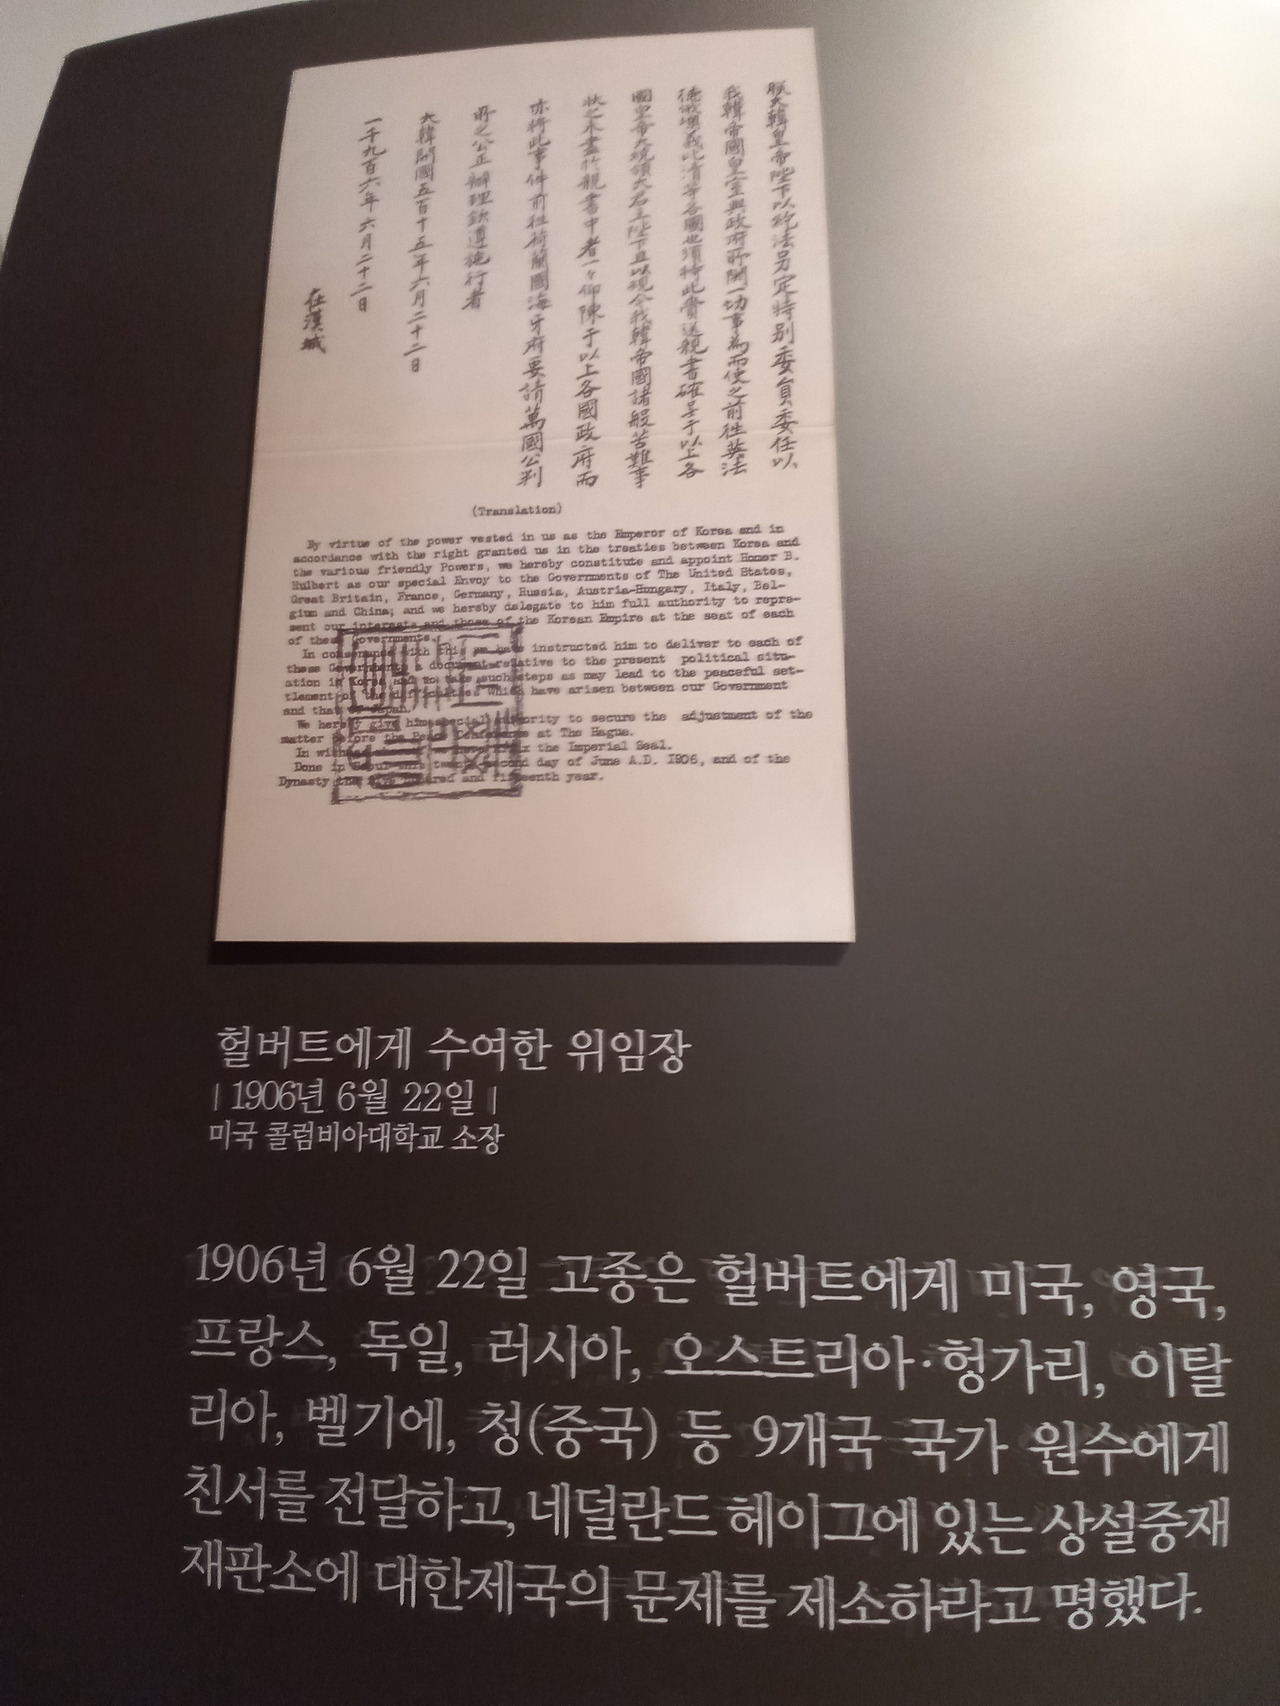 朕大韓皇帝陛下以約法另定特別委員委任以
我韓帝國皇室與政府所關一切事為而使之前往英法
德俄墺義比清等各國也須將此賫送親書確呈于以上各
國皇帝大統領大君主陛下且以現今我韓帝國諸般苦難事
狀之未盡於親書中者一々仰陳于以上各國政府而
亦將此事件前往荷蘭國海牙府要請萬國公判
所之公正辦理欽遵施行者
大韓開國五百十五年六月二十二日
一千九百六年六月二十二日
在漢城
(Translation)
By virtue of the power vested in us as the Emperor of Korea and in
accordance with the right granted us in the treaties between Korea and
the various friendly Powers, we hereby constitute and appoint Homer B.
Hulbert as our special Envoy to the Governments of The United States,
Great Britain, France, Germany, Russia, Austria-Hungary, Italy, Bel-
gium and China; and we hereby delegate to him full authority to repre-
sent our interests and those of the Korean Empire at the seat of each
of these Governments.
In consonance with this we have instructed him to deliver to each of
these Governments a document relative to the present political situ-
ation in Korea and to take such steps as may lead to the peaceful set-
tlement of the difficulties which have arisen between our Government
and that of Japan.
We hereby give him special authority to secure the adjustment of the
matter before the Peace Conference at The Hague.
In witness whereof we here affix the Imperial Seal.
Done in Seoul this twenty second day of June A.D. 1906, and of the
Dynasty the five hundred and fifteenth year.
헐버트에게 수여한 위임장
| 1906년 6월 22일 |
미국 콜럼비아대학교 소장
1906년 6월 22일 고종은 헐버트에게 미국, 영국,
프랑스, 독일, 러시아, 오스트리아·헝가리, 이탈
리아, 벨기에, 청(중국) 등 9개국 국가 원수에게
친서를 전달하고, 네덜란드 헤이그에 있는 상설중재
재판소에 대한제국의 문제를 제소하라고 명했다.